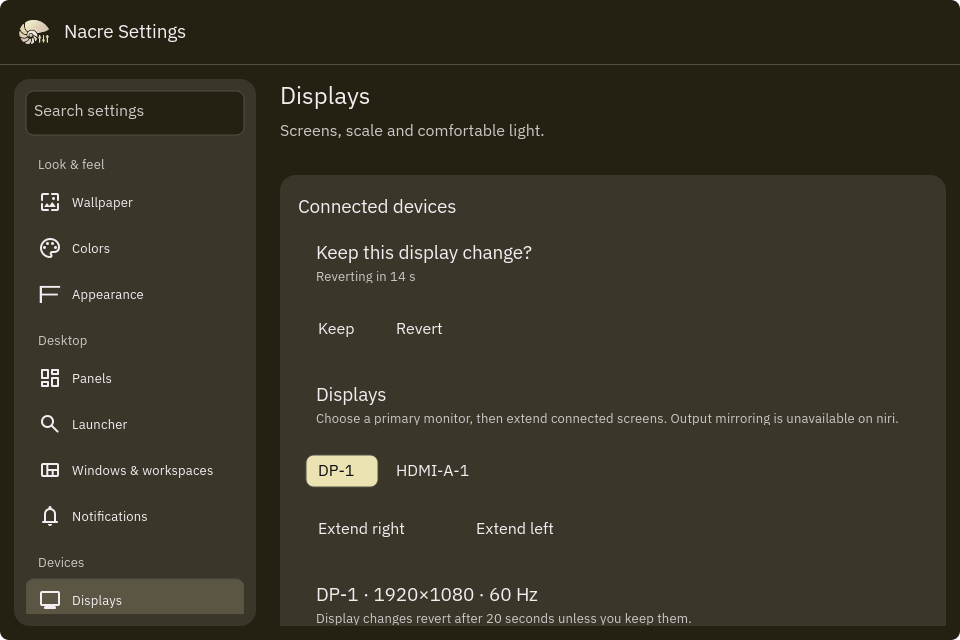 Nacre Settings
Search settings
Look & feel
Wallpaper
Colors
Appearance
Desktop
Panels
Launcher
Windows & workspaces
Notifications
Devices
Displays
Displays
Screens, scale and comfortable light.
Connected devices
Keep this display change?
Reverting in 14 s
Keep
Revert
Displays
Choose a primary monitor, then extend connected screens. Output mirroring is unavailable on niri.
DP-1
HDMI-A-1
Extend right
Extend left
DP-1 · 1920×1080 · 60 Hz
Display changes revert after 20 seconds unless you keep them.